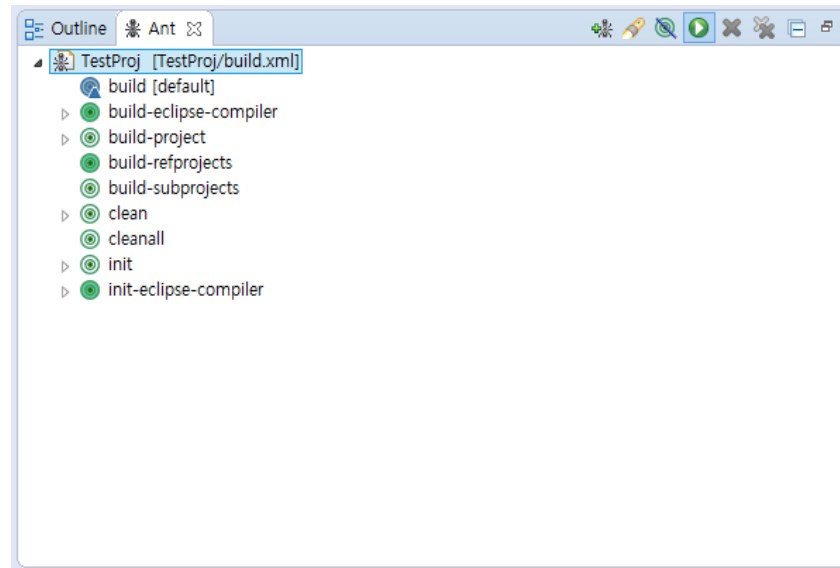 Outline Ant
TestProj [TestProj/build.xml]
build [default]
build-eclipse-compiler
build-project
build-refprojects
build-subprojects
clean
cleanall
init
init-eclipse-compiler